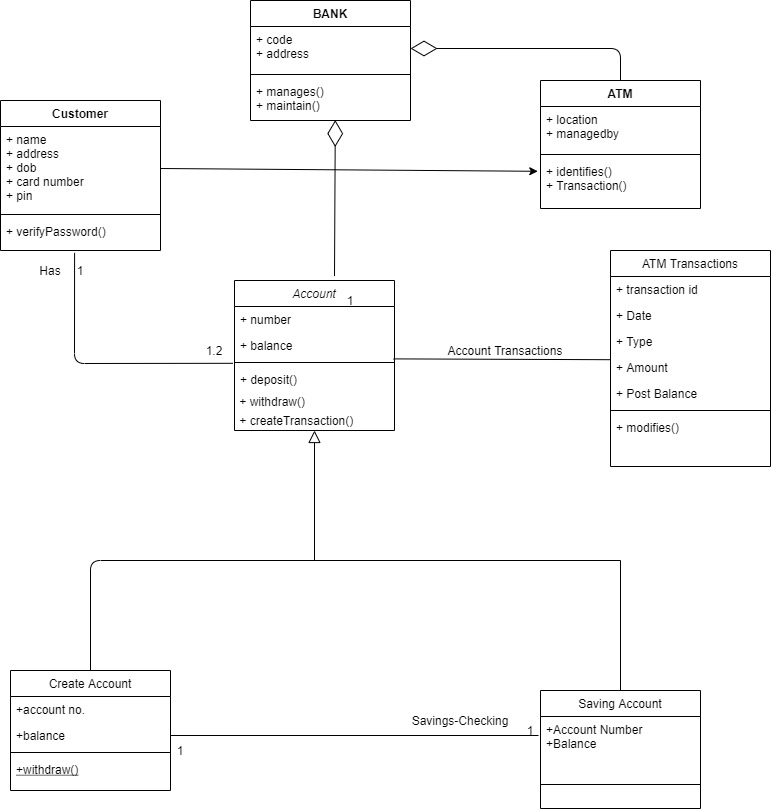 BANK
+ code
+ address
+ manages()
+ maintain()
ATM
+ location
+ managedby
+ identifies()
+ Transaction()
Customer
+ name
+ address
+ dob
+ card number
+ pin
+ verifyPassword()
Has
1
1.2
Account
1
+ number
+ balance
+ deposit()
+ withdraw()
+ createTransaction()
Account Transactions
ATM Transactions
+ transaction id
+ Date
+ Type
+ Amount
+ Post Balance
+ modifies()
Create Account
+account no.
+balance
+withdraw()
1
Savings-Checking
1
Saving Account
+Account Number
+Balance